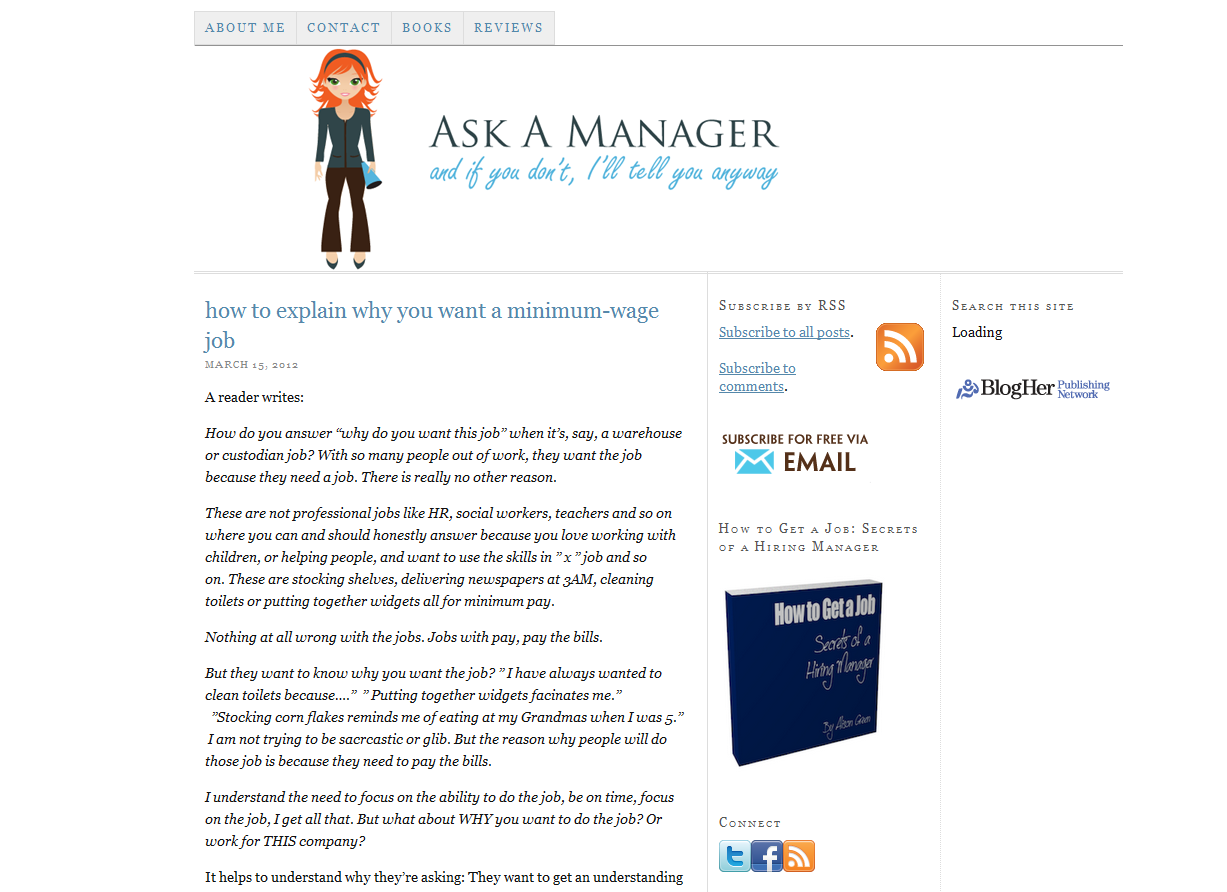 ABOUT ME
CONTACT
BOOKS
REVIEWS
ASK A MANAGER
and if you don't, I'll tell you anyway
how to explain why you want a minimum-wage
job
MARCH 15, 2012
A reader writes:
How do you answer “why do you want this job” when it’s, say, a warehouse
or custodian job? With so many people out of work, they want the job
because they need a job. There is really no other reason.
These are not professional jobs like HR, social workers, teachers and so on
where you can and should honestly answer because you love working with
children, or helping people, and want to use the skills in ” x ” job and so
on. These are stocking shelves, delivering newspapers at 3AM, cleaning
toilets or putting together widgets all for minimum pay.
Nothing at all wrong with the jobs. Jobs with pay, pay the bills.
But they want to know why you want the job? ” I have always wanted to
clean toilets because….”  ” Putting together widgets facinates me.”
”Stocking corn flakes reminds me of eating at my Grandmas when I was 5.”
I am not trying to be sacrcastic or glib. But the reason why people will do
those job is because they need to pay the bills.
I understand the need to focus on the ability to do the job, be on time, focus
on the job, I get all that. But what about WHY you want to do the job? Or
work for THIS company?
It helps to understand why they’re asking: They want to get an understanding
Subscribe by RSS
Subscribe to all posts.
Subscribe to
comments.
SUBSCRIBE FOR FREE VIA
EMAIL
How to Get a Job: Secrets
of a Hiring Manager
How to Get a Job
Secrets of a
Hiring Manager
By Alison Green
Connect
Search this site
Loading
BlogHer Publishing
Network